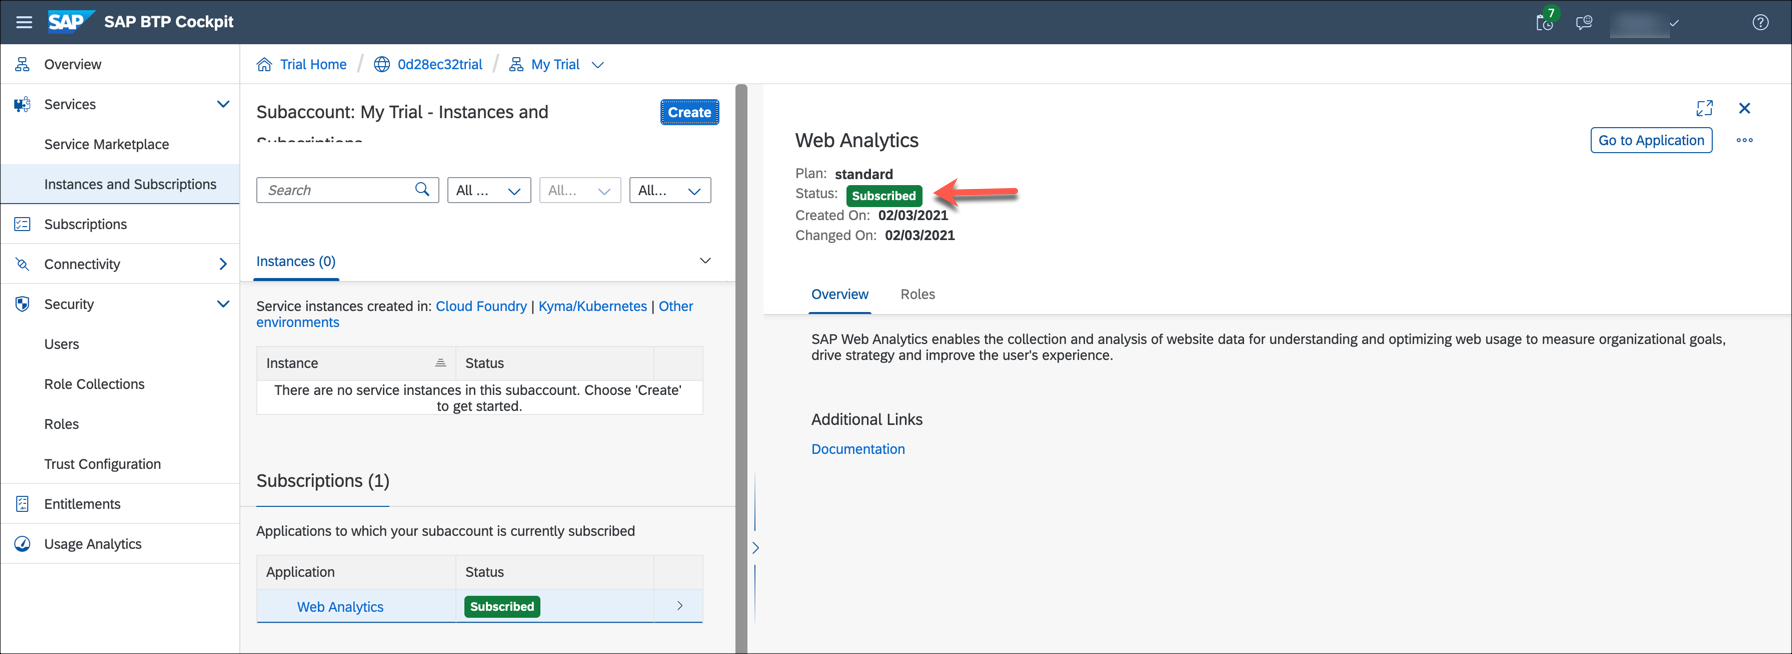 SAP SAP BTP Cockpit
7
Overview
Services
Service Marketplace
Instances and Subscriptions
Subscriptions
Connectivity
Security
Users
Role Collections
Roles
Trust Configuration
Entitlements
Usage Analytics
Trial Home / 0d28ec32trial / My Trial
Subaccount: My Trial - Instances and
Subscriptions
Create
Search
All ...
All...
All...
Instances (0)
Service instances created in: Cloud Foundry | Kyma/Kubernetes | Other
environments
Instance Status
There are no service instances in this subaccount. Choose 'Create'
to get started.
Subscriptions (1)
Applications to which your subaccount is currently subscribed
Application Status
Web Analytics Subscribed
Web Analytics
Go to Application
Plan: standard
Status: Subscribed
Created On: 02/03/2021
Changed On: 02/03/2021
Overview Roles
SAP Web Analytics enables the collection and analysis of website data for understanding and optimizing web usage to measure organizational goals,
drive strategy and improve the user's experience.
Additional Links
Documentation